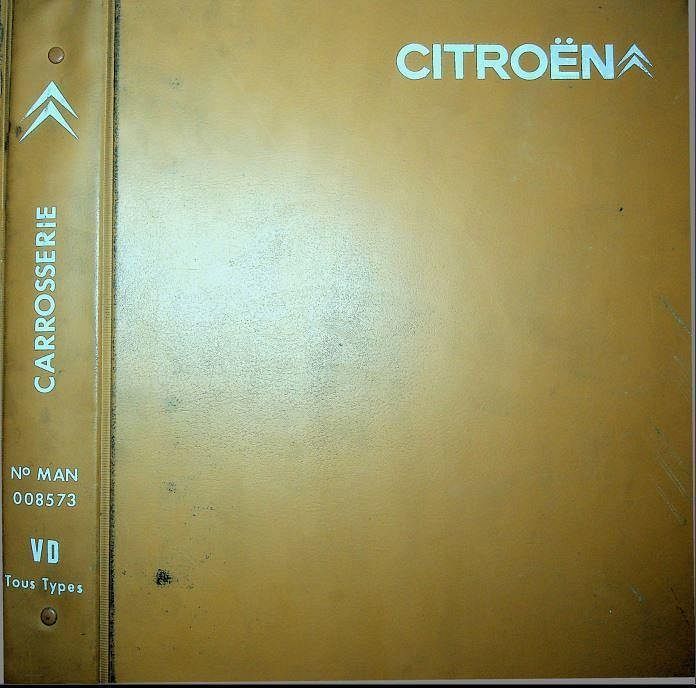 CITROËN
CARROSSERIE
Nº MAN
008573
VD
Tous Types